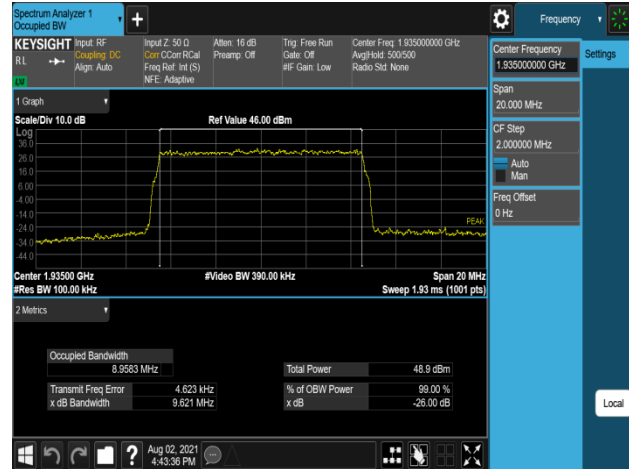 Spectrum Analyzer 1
Occupied BW
Frequency
KEYSIGHT
RL
Input: RF
Coupling: DC
Align: Auto
Input Z: 50 Ω
Corr CCorr RCal
Freq Ref: Int (S)
NFE: Adaptive
Atten: 16 dB
Preamp: Off
Trig: Free Run
Gate: Off
#IF Gain: Low
Center Freq: 1.935000000 GHz
Avg|Hold: 500/500
Radio Std: None
LW
Center Frequency
1.935000000 GHz
Settings
Span
20.000 MHz
CF Step
2.000000 MHz
Auto
Man
Freq Offset
0 Hz
Local
1 Graph
Scale/Div 10.0 dB
Ref Value 46.00 dBm
Log
36.0
26.0
16.0
6.00
-4.00
-14.0
-24.0
-34.0
-44.0
PEAK
Center 1.93500 GHz
#Video BW 390.00 kHz
Span 20 MHz
#Res BW 100.00 kHz
Sweep 1.93 ms (1001 pts)
2 Metrics
Occupied Bandwidth
8.9583 MHz
Total Power
48.9 dBm
Transmit Freq Error
4.623 kHz
% of OBW Power
99.00 %
x dB Bandwidth
9.621 MHz
x dB
-26.00 dB
?
Aug 02, 2021
4:43:36 PM